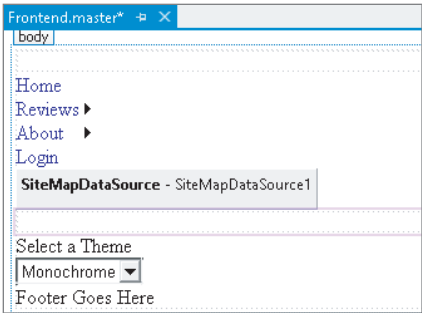 Frontend.master*
body
Home
Reviews
About
Login
SiteMapDataSource - SiteMapDataSource1
Select a Theme
Monochrome
Footer Goes Here